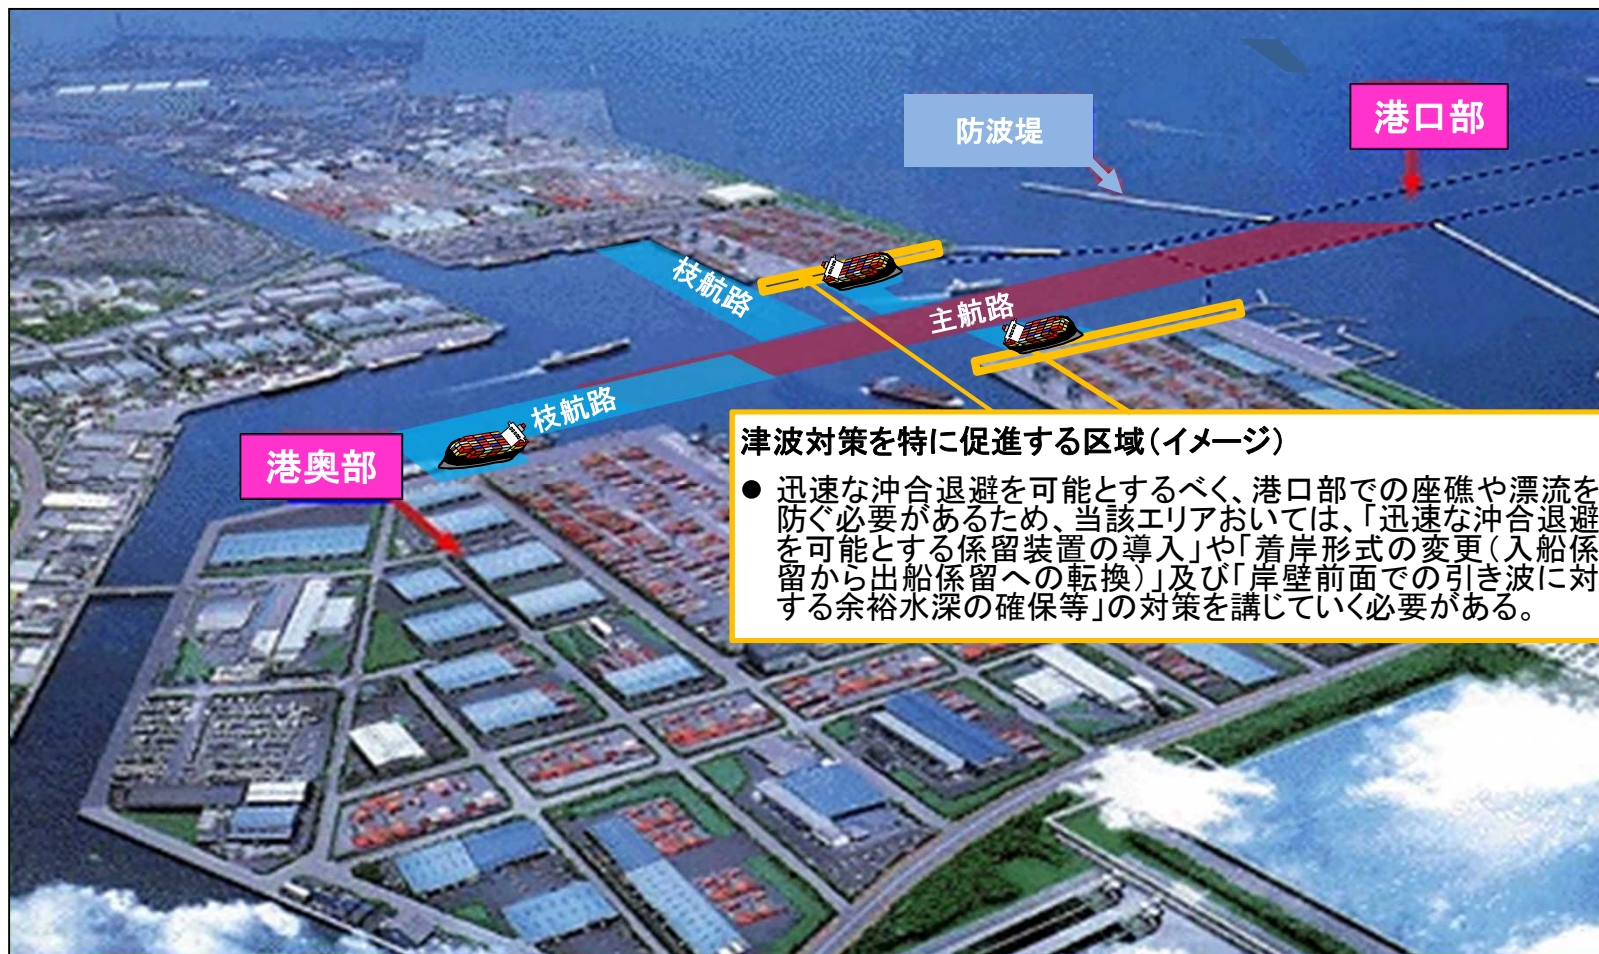 港口部
防波堤
枝航路
主航路
枝航路
港奥部
津波対策を特に促進する区域(イメージ)
● 迅速な沖合退避を可能とするべく、港口部での座礁や漂流を
防ぐ必要があるため、当該エリアおいては、「迅速な沖合退避
を可能とする係留装置の導入」や「着岸形式の変更(入船係
留から出船係留への転換)」及び「岸壁前面での引き波に対
する余裕水深の確保等」の対策を講じていく必要がある。